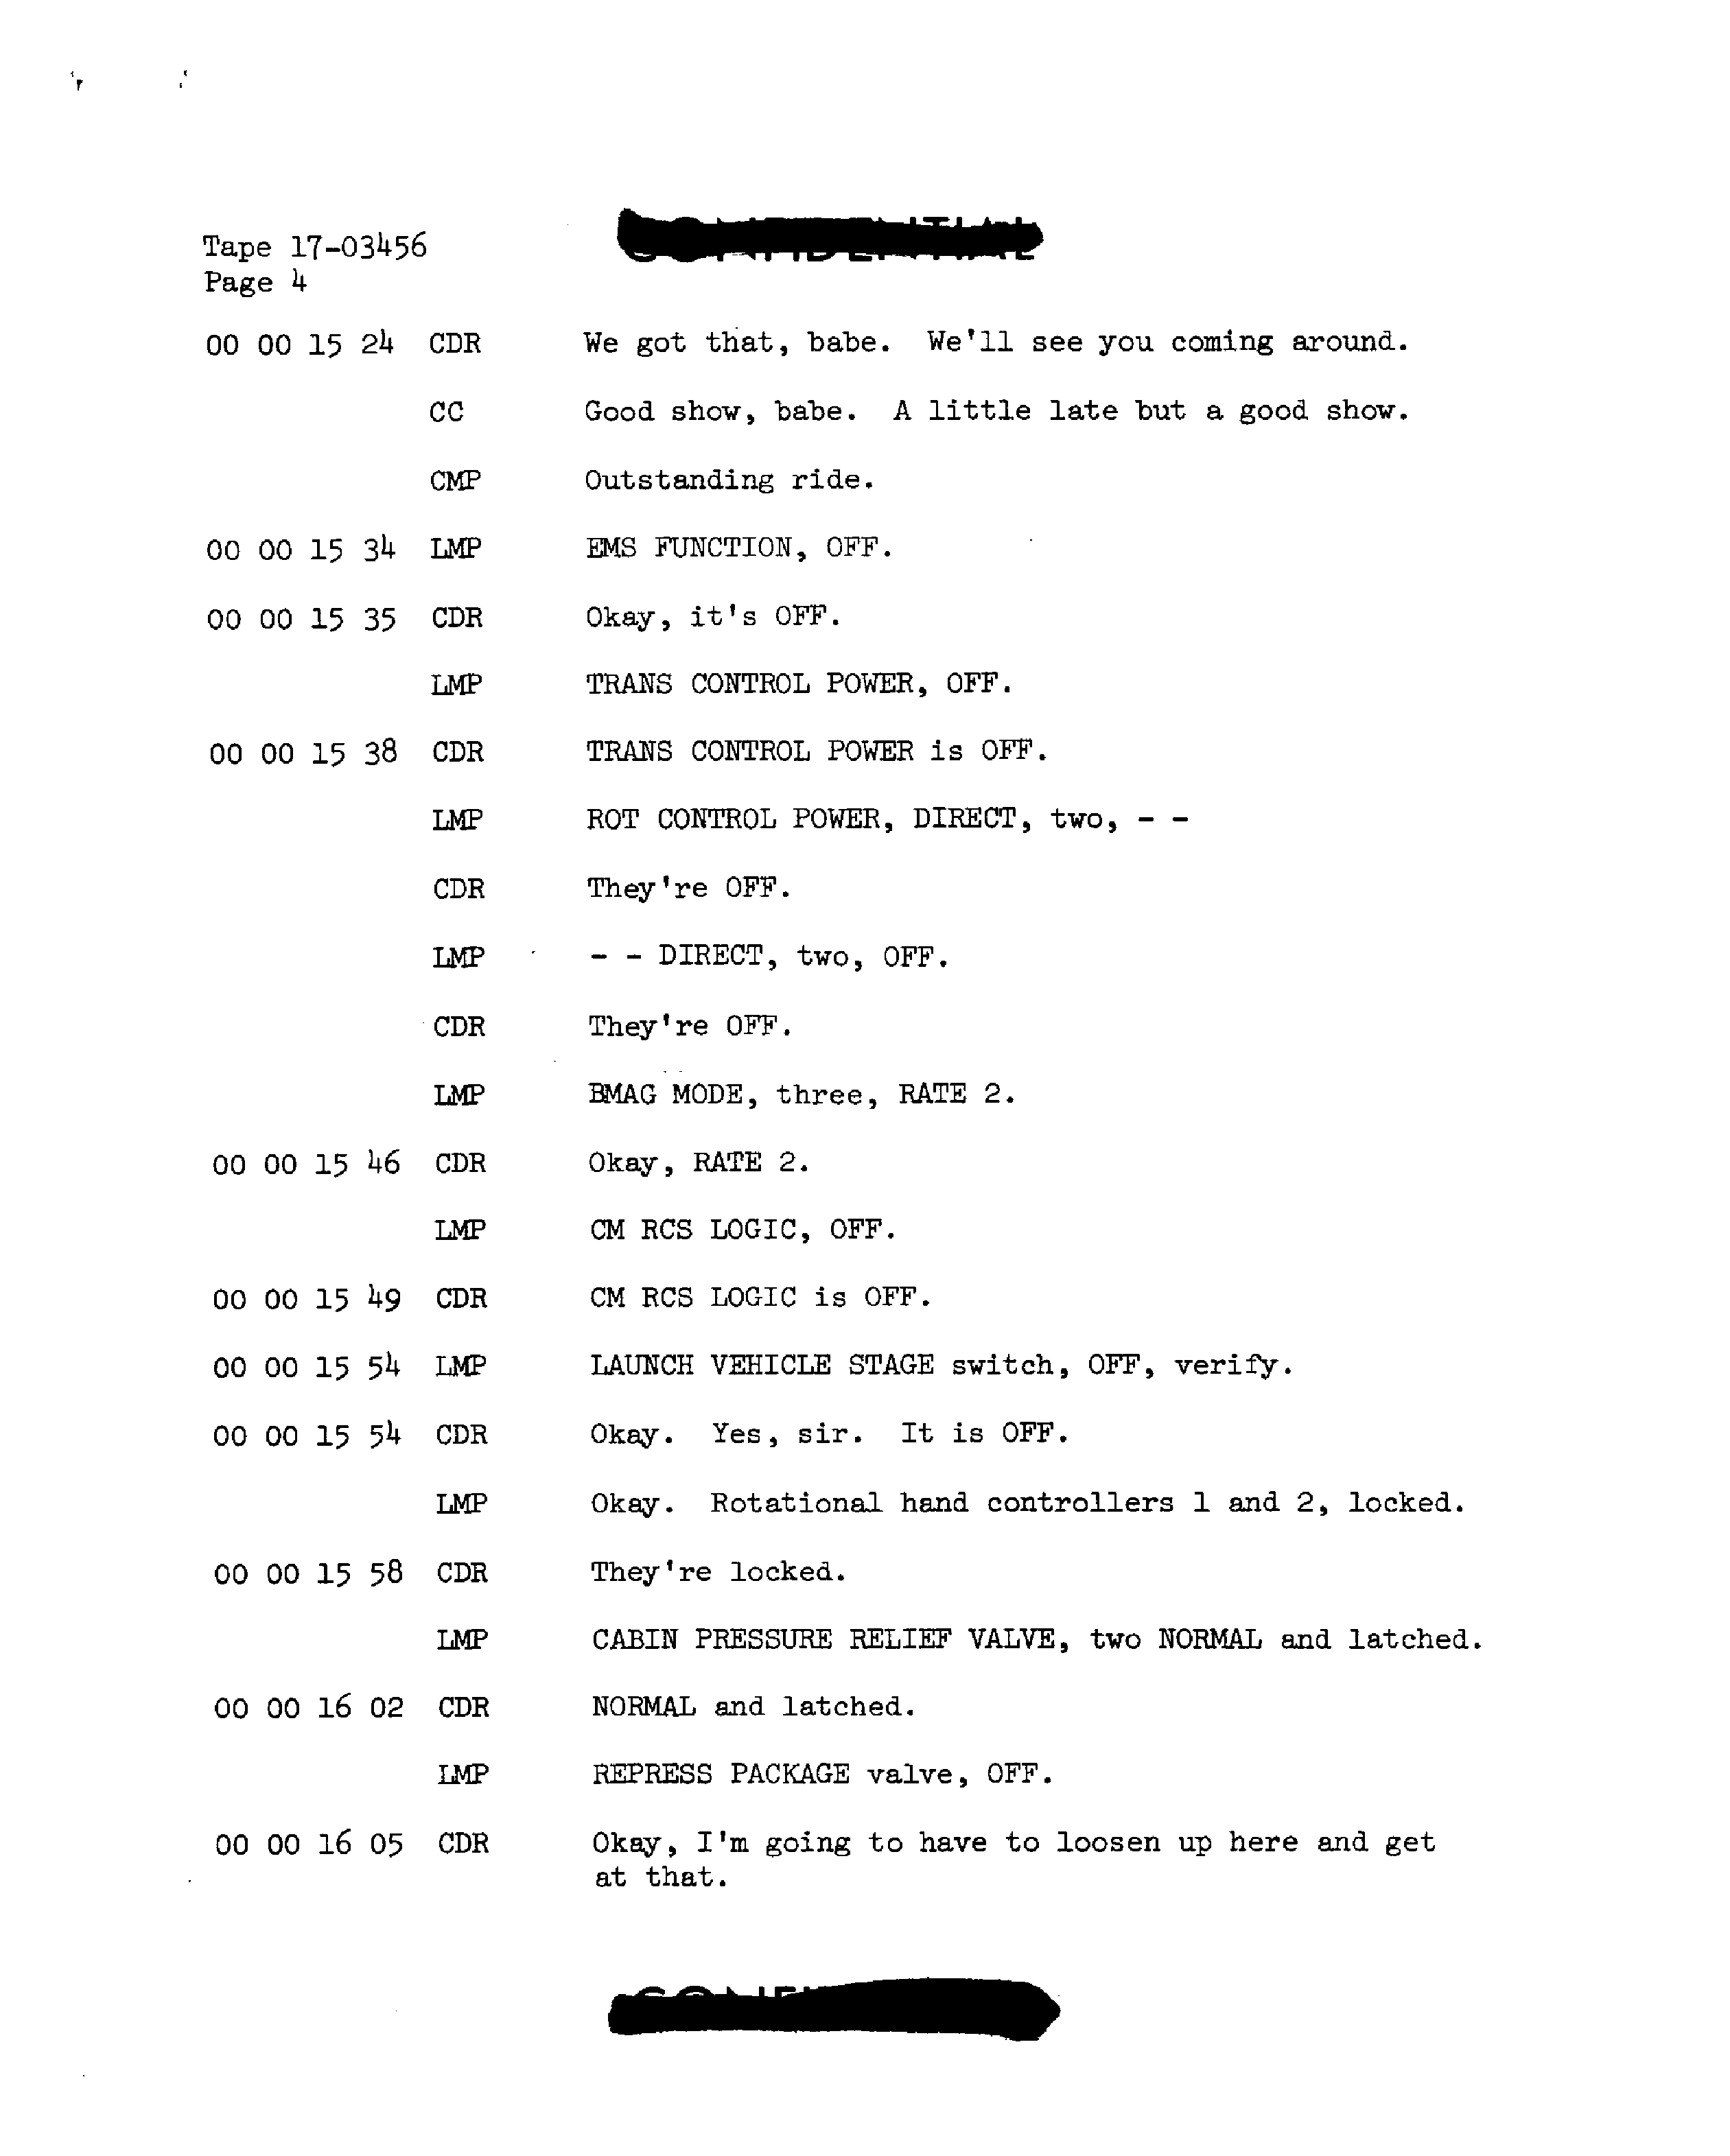 Tape 17-03456
Page 4
00 00 15 24 CDR We got that, babe. We'll see you coming around.
CC Good show, babe. A little late but a good show.
CMP Outstanding ride.
00 00 15 34 LMP EMS FUNCTION, OFF.
00 00 15 35 CDR Okay, it's OFF.
LMP TRANS CONTROL POWER, OFF.
00 00 15 38 CDR TRANS CONTROL POWER is OFF.
LMP ROT CONTROL POWER, DIRECT, two, - -
CDR They're OFF.
LMP - - DIRECT, two, OFF.
CDR They're OFF.
LMP BMAG MODE, three, RATE 2.
00 00 15 46 CDR Okay, RATE 2.
LMP CM RCS LOGIC, OFF.
00 00 15 49 CDR CM RCS LOGIC is OFF.
00 00 15 54 LMP LAUNCH VEHICLE STAGE switch, OFF, verify.
00 00 15 54 CDR Okay. Yes, sir. It is OFF.
LMP Okay. Rotational hand controllers 1 and 2, locked.
00 00 15 58 CDR They're locked.
LMP CABIN PRESSURE RELIEF VALVE, two NORMAL and latched.
00 00 16 02 CDR NORMAL and latched.
LMP REPRESS PACKAGE valve, OFF.
00 00 16 05 CDR Okay, I'm going to have to loosen up here and get
at that.